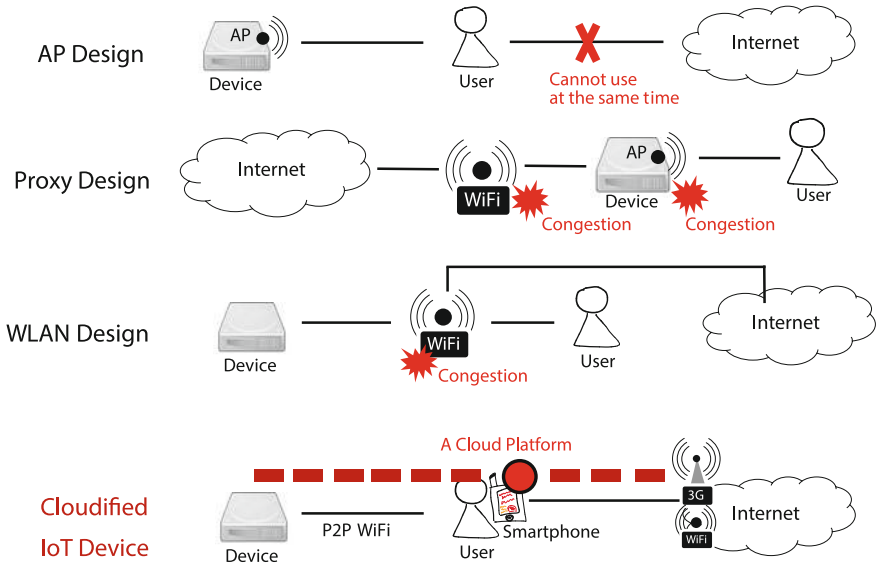 AP Design
AP
Device
User
Cannot use
at the same time
Internet
Proxy Design
Internet
WiFi
Congestion
AP
Device
Congestion
User
WLAN Design
Device
WiFi
Congestion
User
Internet
A Cloud Platform
Cloudified
IoT Device
Device
P2P WiFi
User
Smartphone
3G
WiFi
Internet